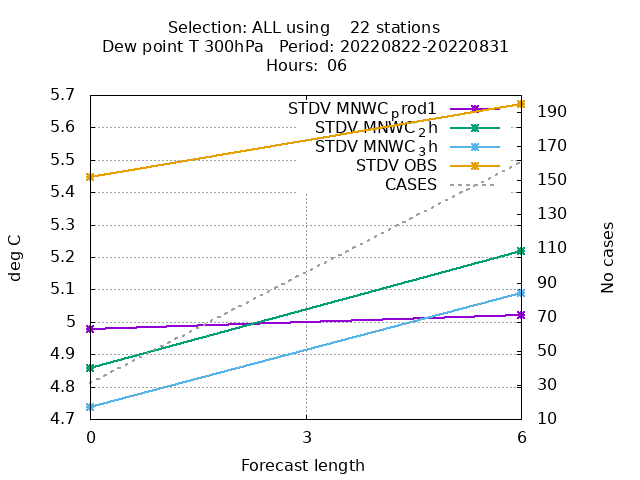 Selection: ALL using 22 stations
Dew point T 300hPa Period: 20220822-20220831
Hours: 06
5.7
5.6
5.5
5.4
5.3
5.2
5.1
5
4.9
4.8
4.7
deg C
STDV MNWCprod1
STDV MNWC2h
STDV MNWC3h
STDV OBS
CASES
190
170
150
130
110
90
70
50
30
10
No cases
0 3 6
Forecast length